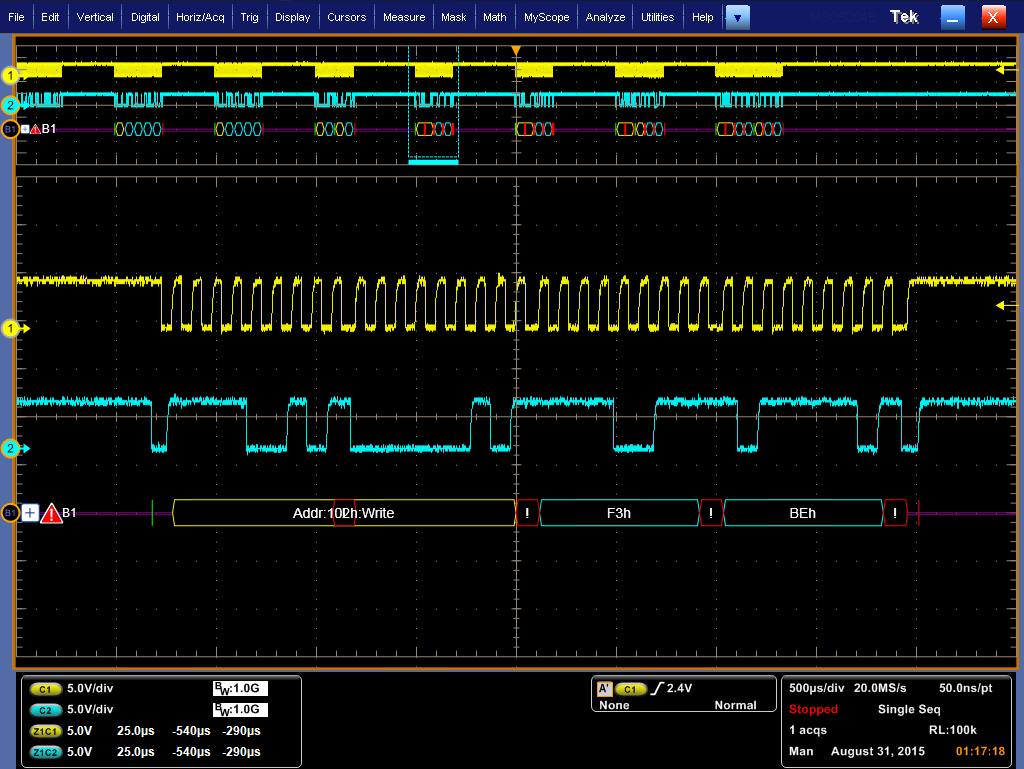 File Edit Vertical Digital Horiz/Acq Trig Display Cursors Measure Mask Math MyScope Analyze Utilities Help Tek X
1
2
B1 + B1
1
2
B1 + ! B1 Addr:102h:Write ! F3h ! BEh !
C1 5.0V/div BW:1.0G
C2 5.0V/div BW:1.0G
Z1C1 5.0V 25.0µs -540µs -290µs
Z1C2 5.0V 25.0µs -540µs -290µs
A' C1 2.4V
None Normal
500µs/div 20.0MS/s 50.0ns/pt
Stopped Single Seq
1 acqs RL:100k
Man August 31, 2015 01:17:18